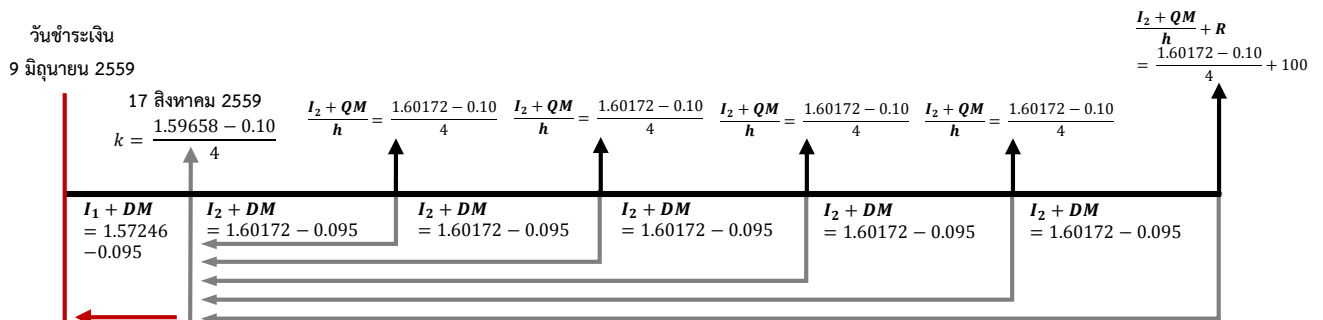 วันชำระเงิน
9 มิถุนายน 2559
17 สิงหาคม 2559
k = (1.59658 − 0.10)/4
(I₂ + QM)/h = (1.60172 − 0.10)/4
(I₂ + QM)/h = (1.60172 − 0.10)/4
(I₂ + QM)/h = (1.60172 − 0.10)/4
(I₂ + QM)/h = (1.60172 − 0.10)/4
(I₂ + QM)/h + R
= (1.60172 − 0.10)/4 + 100
I₁ + DM
= 1.57246
−0.095
I₂ + DM
= 1.60172 − 0.095
I₂ + DM
= 1.60172 − 0.095
I₂ + DM
= 1.60172 − 0.095
I₂ + DM
= 1.60172 − 0.095
I₂ + DM
= 1.60172 − 0.095